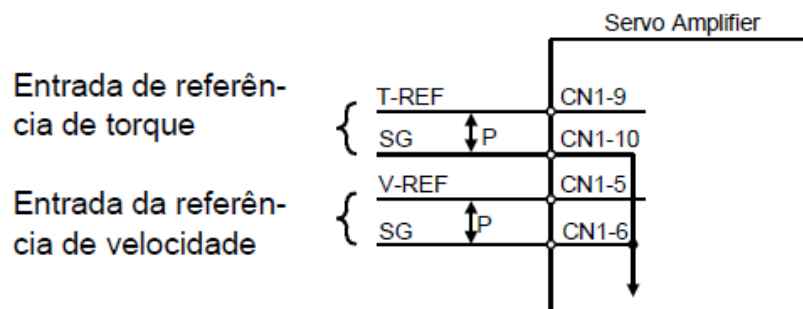 Servo Amplifier
Entrada de referên-
cia de torque
T-REF CN1-9
SG P CN1-10
Entrada da referên-
cia de velocidade
V-REF CN1-5
SG P CN1-6